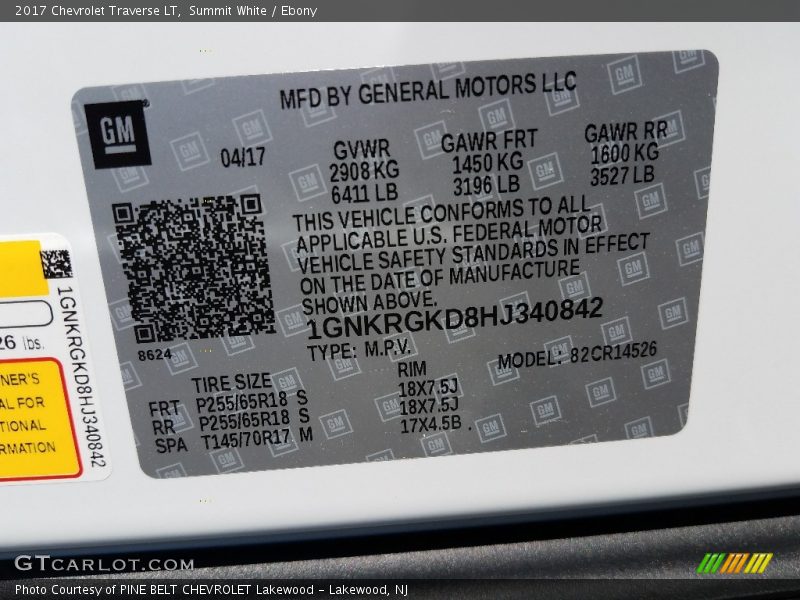 2017 Chevrolet Traverse LT, Summit White / Ebony
MFD BY GENERAL MOTORS LLC
GM
04/17
GVWR
2908 KG
6411 LB
GAWR FRT
1450 KG
3196 LB
GAWR RR
1600 KG
3527 LB
THIS VEHICLE CONFORMS TO ALL
APPLICABLE U.S. FEDERAL MOTOR
VEHICLE SAFETY STANDARDS IN EFFECT
ON THE DATE OF MANUFACTURE
SHOWN ABOVE.
1GNKRGKD8HJ340842
8624
TYPE: M.P.V.
MODEL: 82CR14526
TIRE SIZE RIM
FRT P255/65R18 S 18X7.5J
RR P255/65R18 S 18X7.5J
SPA T145/70R17 M 17X4.5B .
26 lbs.
NER'S
AL FOR
TIONAL
RMATION
1GNKRGKD8HJ340842
GTCARLOT.COM
Photo Courtesy of PINE BELT CHEVROLET Lakewood - Lakewood, NJ